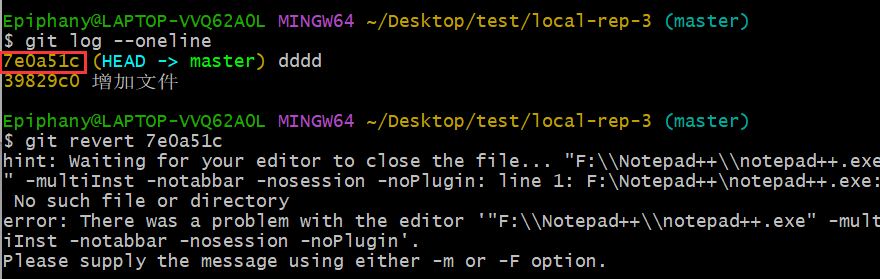 Epiphany@LAPTOP-VVQ62AOL MINGW64 ~/Desktop/test/local-rep-3 (master)
$ git log --oneline
7e0a51c (HEAD -> master) dddd
39829c0 增加文件
Epiphany@LAPTOP-VVQ62AOL MINGW64 ~/Desktop/test/local-rep-3 (master)
$ git revert 7e0a51c
hint: Waiting for your editor to close the file... "F:\\Notepad++\\notepad++.exe
" -multiInst -notabbar -nosession -noPlugin: line 1: F:\Notepad++\notepad++.exe:
 No such file or directory
error: There was a problem with the editor '"F:\\Notepad++\\notepad++.exe" -mult
iInst -notabbar -nosession -noPlugin'.
Please supply the message using either -m or -F option.